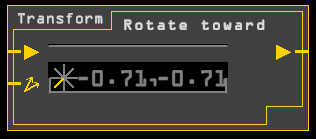 Transform
Rotate toward
-0.71,-0.71